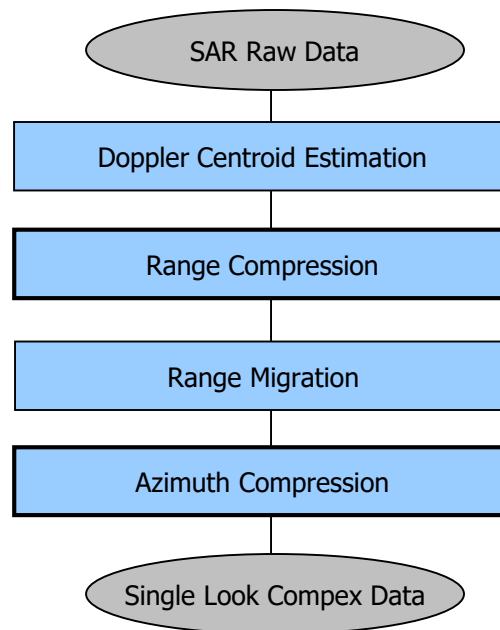 SAR Raw Data
Doppler Centroid Estimation
Range Compression
Range Migration
Azimuth Compression
Single Look Compex Data